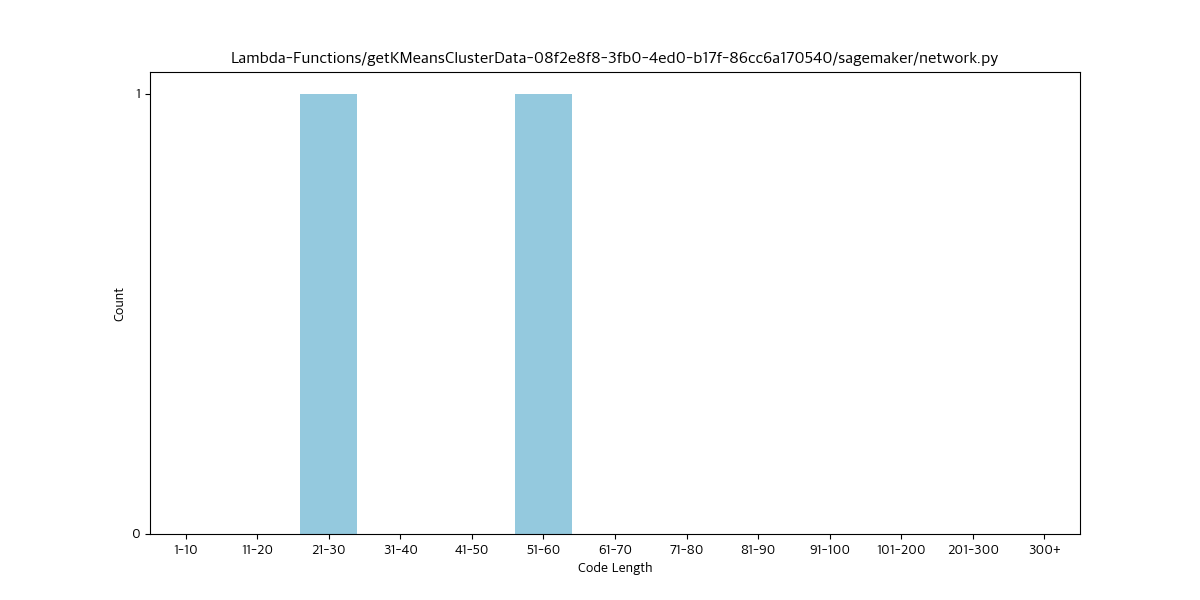 Lambda-Functions/getKMeansClusterData-08f2e8f8-3fb0-4ed0-b17f-86cc6a170540/sagemaker/network.py
1
Count
0
1-10 11-20 21-30 31-40 41-50 51-60 61-70 71-80 81-90 91-100 101-200 201-300 300+
Code Length